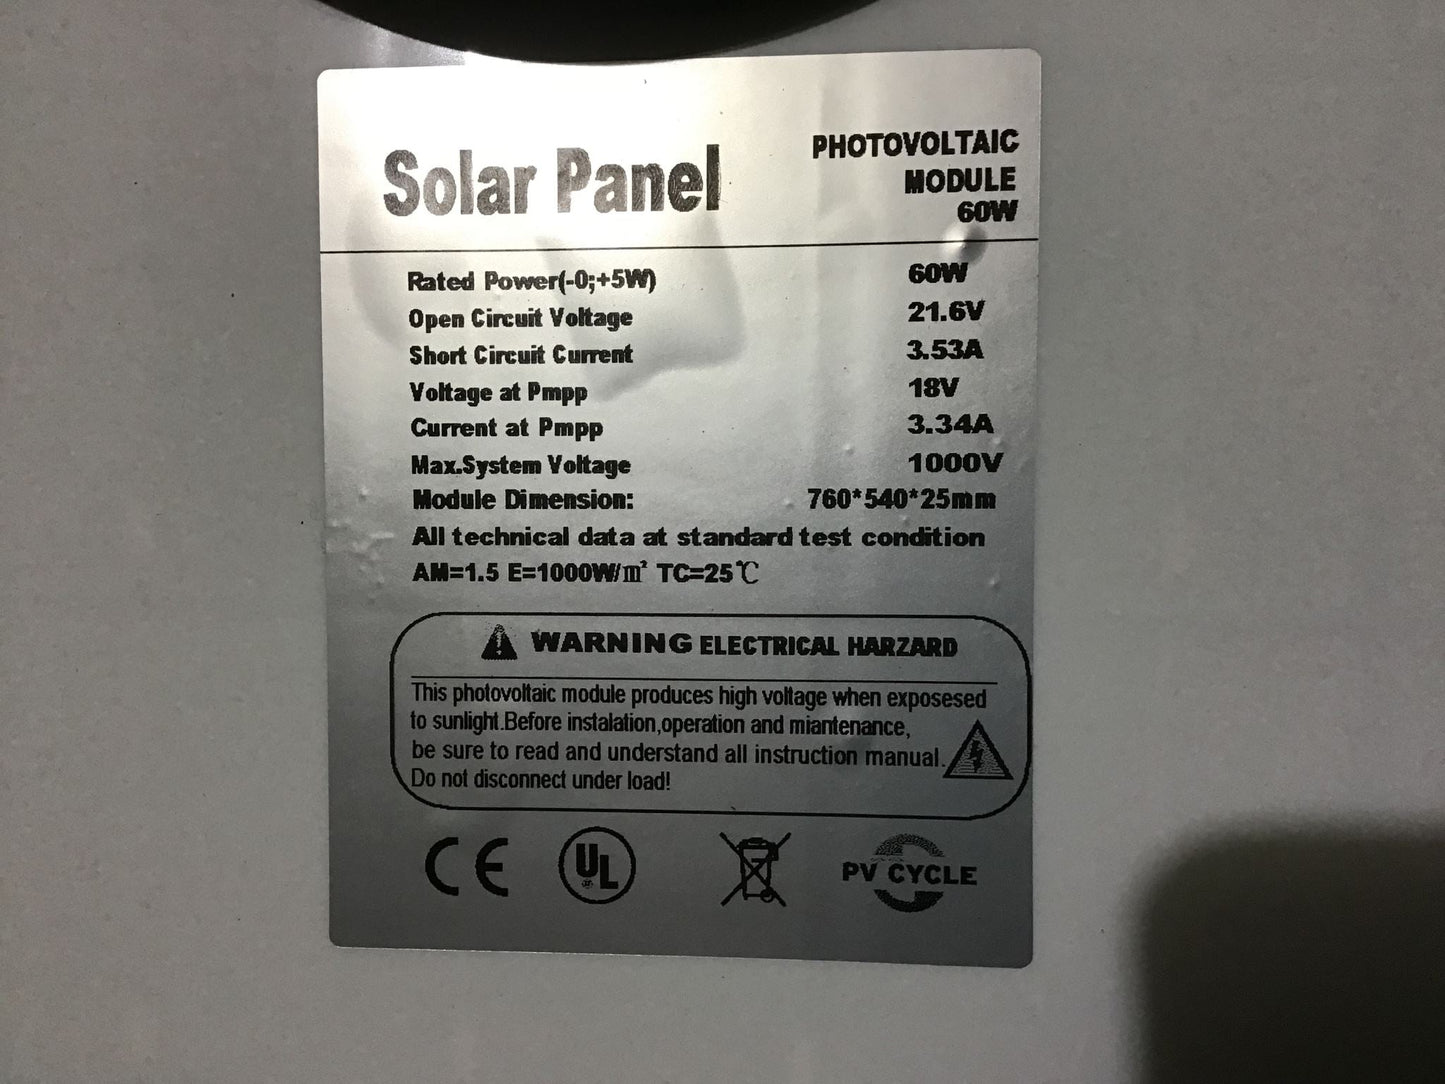 Solar Panel
PHOTOVOLTAIC
MODULE
60W
Rated Power(-0;+5W) 60W
Open Circuit Voltage 21.6V
Short Circuit Current 3.53A
Voltage at Pmpp 18V
Current at Pmpp 3.34A
Max.System Voltage 1000V
Module Dimension: 760*540*25mm
All technical data at standard test condition
AM=1.5 E=1000W/㎡ TC=25℃
WARNING ELECTRICAL HARZARD
This photovoltaic module produces high voltage when exposesed
to sunlight.Before instalation,operation and miantenance,
be sure to read and understand all instruction manual.
Do not disconnect under load!
CE UL PV CYCLE